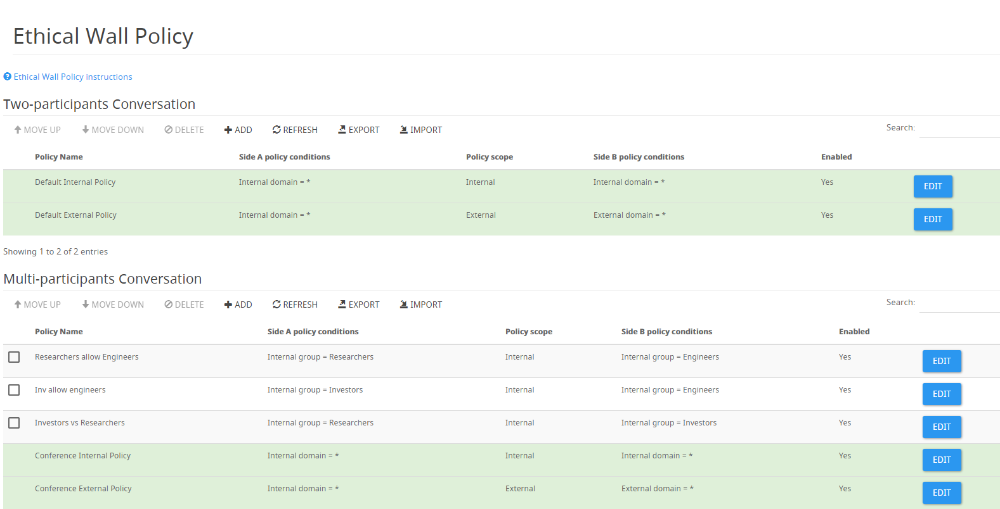 Ethical Wall Policy
Ethical Wall Policy instructions
Two-participants Conversation
MOVE UP MOVE DOWN DELETE ADD REFRESH EXPORT IMPORT Search:
Policy Name Side A policy conditions Policy scope Side B policy conditions Enabled
Default Internal Policy Internal domain = * Internal Internal domain = * Yes EDIT
Default External Policy Internal domain = * External External domain = * Yes EDIT
Showing 1 to 2 of 2 entries
Multi-participants Conversation
MOVE UP MOVE DOWN DELETE ADD REFRESH EXPORT IMPORT Search:
Policy Name Side A policy conditions Policy scope Side B policy conditions Enabled
Researchers allow Engineers Internal group = Researchers Internal Internal group = Engineers Yes EDIT
Inv allow engineers Internal group = Investors Internal Internal group = Engineers Yes EDIT
Investors vs Researchers Internal group = Researchers Internal Internal group = Investors Yes EDIT
Conference Internal Policy Internal domain = * Internal Internal domain = * Yes EDIT
Conference External Policy Internal domain = * External External domain = * Yes EDIT